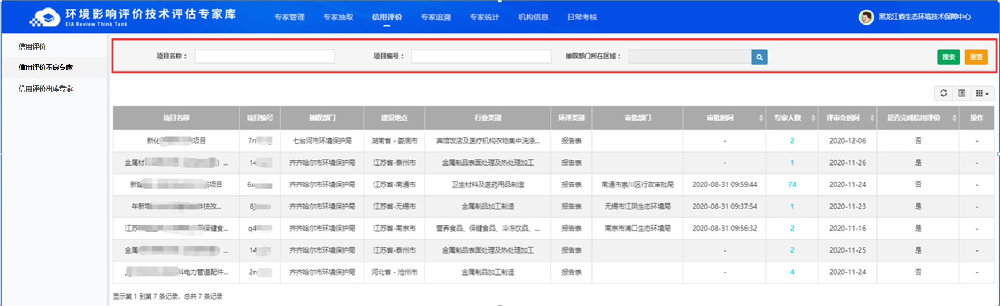 环境影响评价技术评估专家库
EIA Review Think Tank
专家管理 专家抽取 信用评价 专家追溯 专家统计 机构信息 日常考核
黑龙江省生态环境技术保障中心
信用评价
信用评价不良专家
信用评价出库专家
项目名称： 项目编号： 抽取部门所在区域： 搜索 重置
项目名称 项目编号 抽取部门 建设地点 行业类别 环评类别 审批部门 审批时间 专家人数 评审会时间 是否完成信用评价 操作
新化 项目 7n 七台河市环境保护局 湖南省 - 娄底市 宾馆饭店及医疗机构衣物集中洗涤... 报告表 - 2 2020-12-06 否 -
金属材 ) ... 14 齐齐哈尔市环境保护局 江苏省-泰州市 金属制品表面处理及热处理加工 报告表 - 1 2020-11-26 是 -
新建 项目 6x 齐齐哈尔市环境保护局 江苏省-南通市 卫生材料及医药用品制造 报告表 南通市崇川区行政审批局 2020-08-31 09:59:44 74 2020-11-24 否 -
年新增 件技改... 8j 齐齐哈尔市环境保护局 江苏省-无锡市 金属制品加工制造 报告表 无锡市江阴生态环境局 2020-08-31 09:37:54 1 2020-11-23 是 -
江苏 保健食... q4 齐齐哈尔市环境保护局 江苏省-南京市 营养食品、保健食品、冷冻饮品、... 报告表 南京市浦口生态环境局 2020-08-31 09:56:32 2 2020-11-16 是 -
金属 ... 14 齐齐哈尔市环境保护局 江苏省-泰州市 金属制品表面处理及热处理加工 报告表 - 2 2020-11-25 是 -
科电力管道配件... 2n 齐齐哈尔市环境保护局 河北省 - 沧州市 金属制品加工制造 报告表 - 4 2020-11-24 否 -
显示第 1 到第 7 条记录，总共 7 条记录